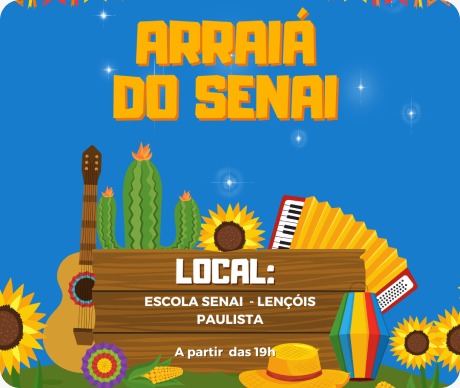 ARRAIÁ
DO SENAI
LOCAL:
ESCOLA SENAI - LENÇÓIS
PAULISTA
A partir das 19h